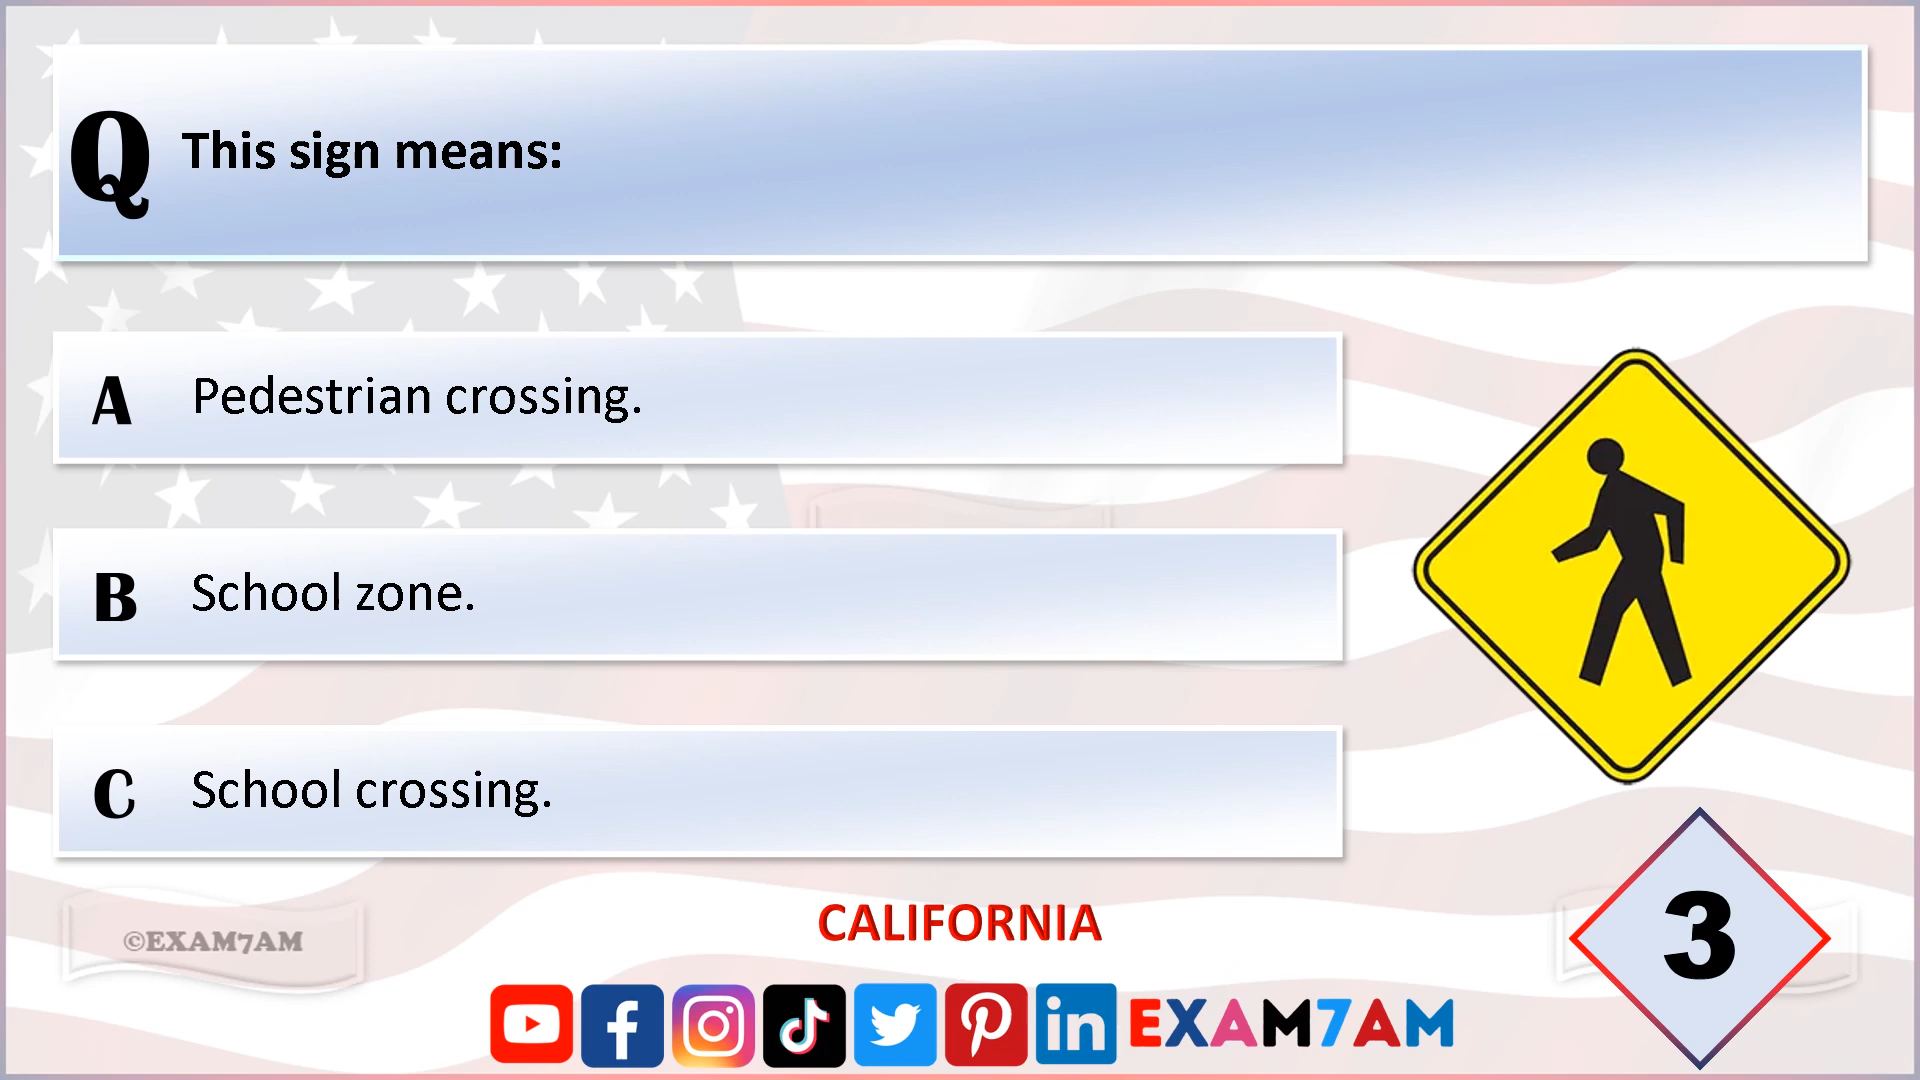 Q This sign means:
A Pedestrian crossing.
B School zone.
C School crossing.
CALIFORNIA
©EXAM7AM
3
EXAM7AM